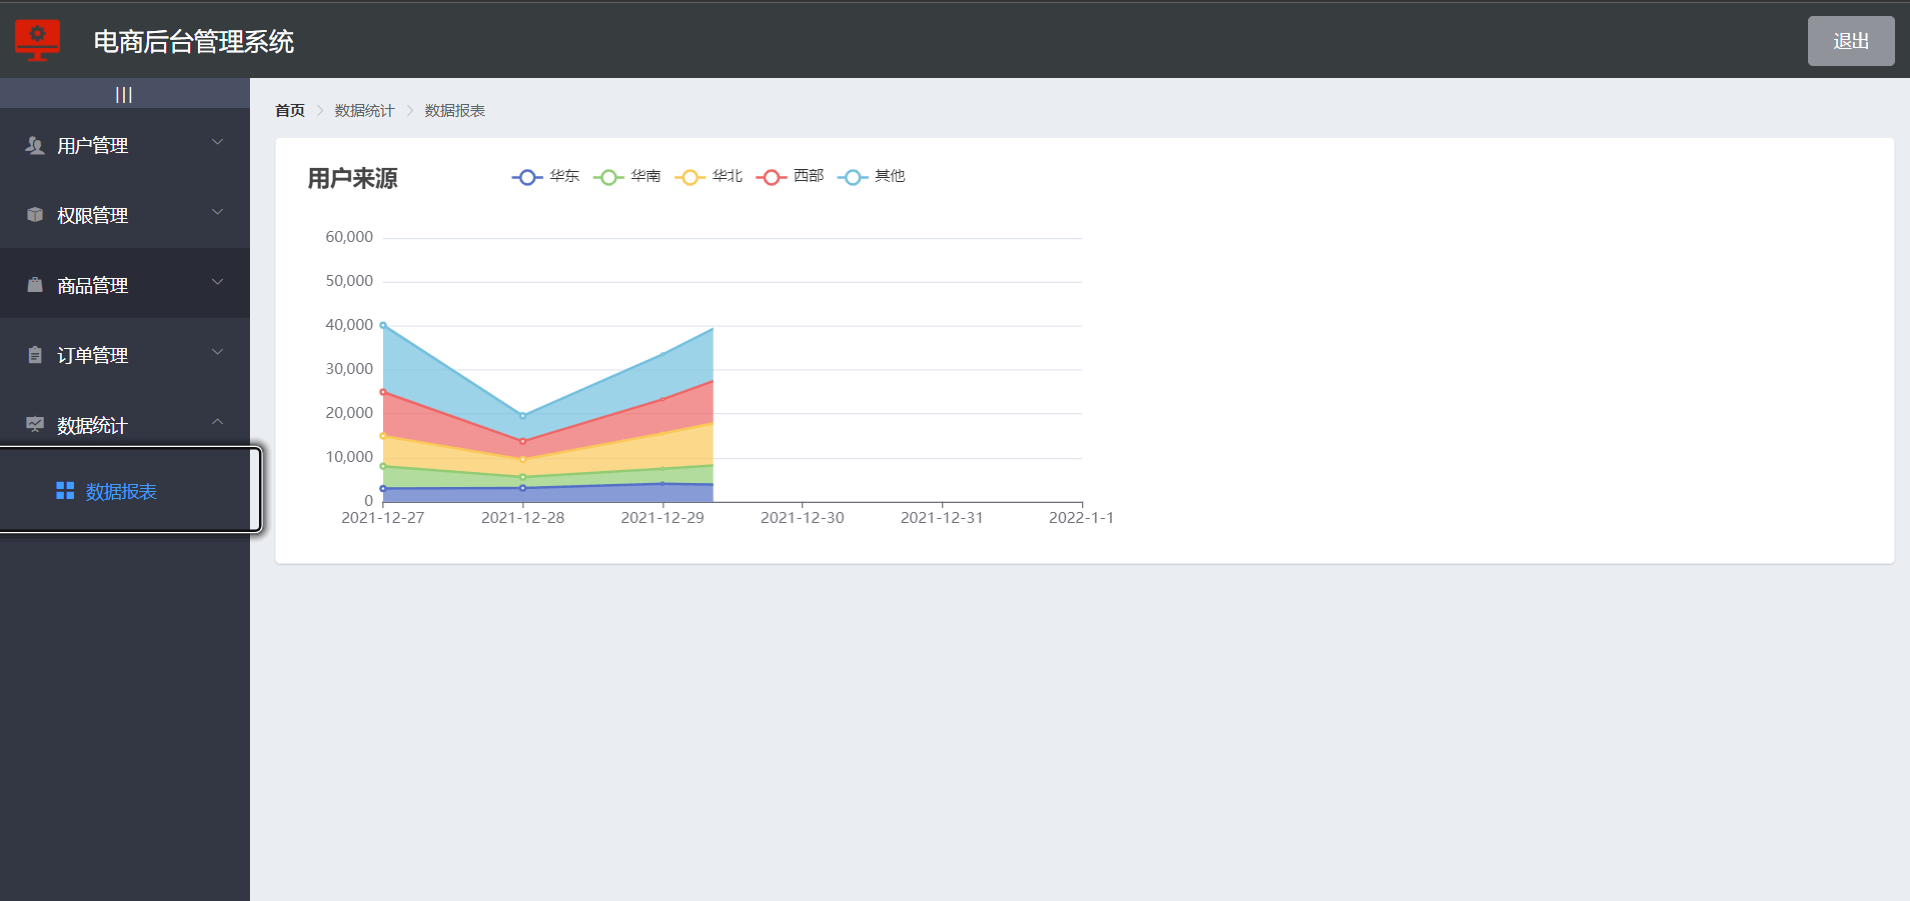 电商后台管理系统
退出
|||
用户管理
权限管理
商品管理
订单管理
数据统计
数据报表
首页 > 数据统计 > 数据报表
用户来源
华东 华南 华北 西部 其他
60,000
50,000
40,000
30,000
20,000
10,000
0
2021-12-27 2021-12-28 2021-12-29 2021-12-30 2021-12-31 2022-1-1